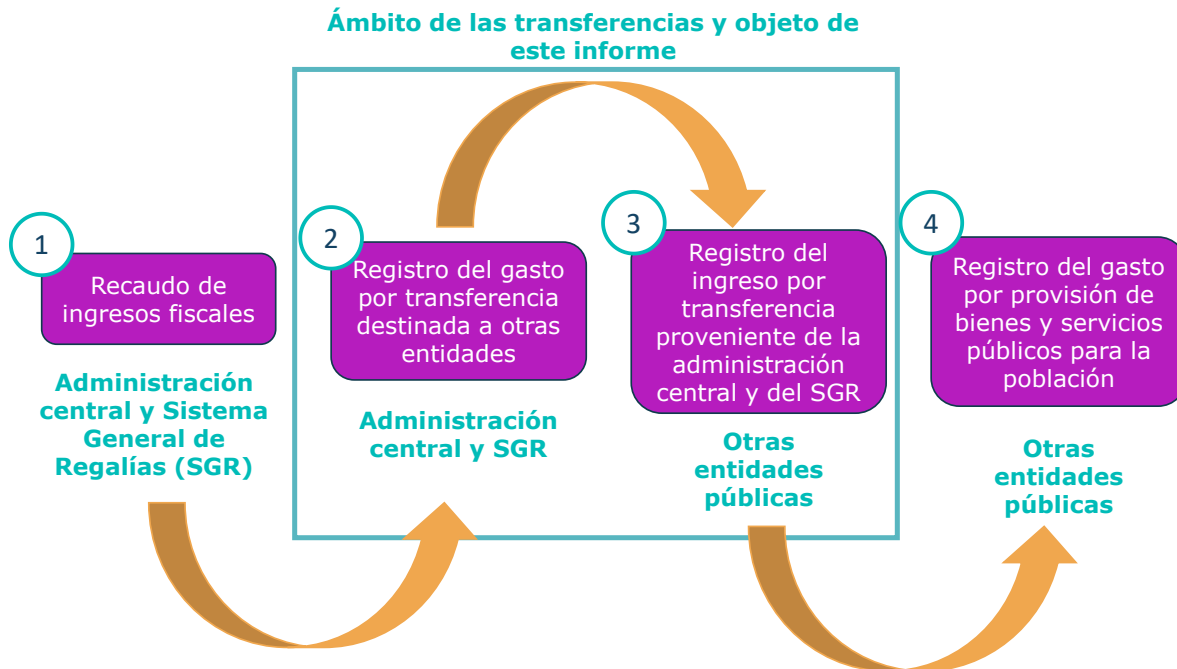 Ámbito de las transferencias y objeto de
este informe
1
Recaudo de
ingresos fiscales
Administración
central y Sistema
General de
Regalías (SGR)
2
Registro del gasto
por transferencia
destinada a otras
entidades
Administración
central y SGR
3
Registro del
ingreso por
transferencia
proveniente de la
administración
central y del SGR
Otras
entidades
públicas
4
Registro del gasto
por provisión de
bienes y servicios
públicos para la
población
Otras
entidades
públicas